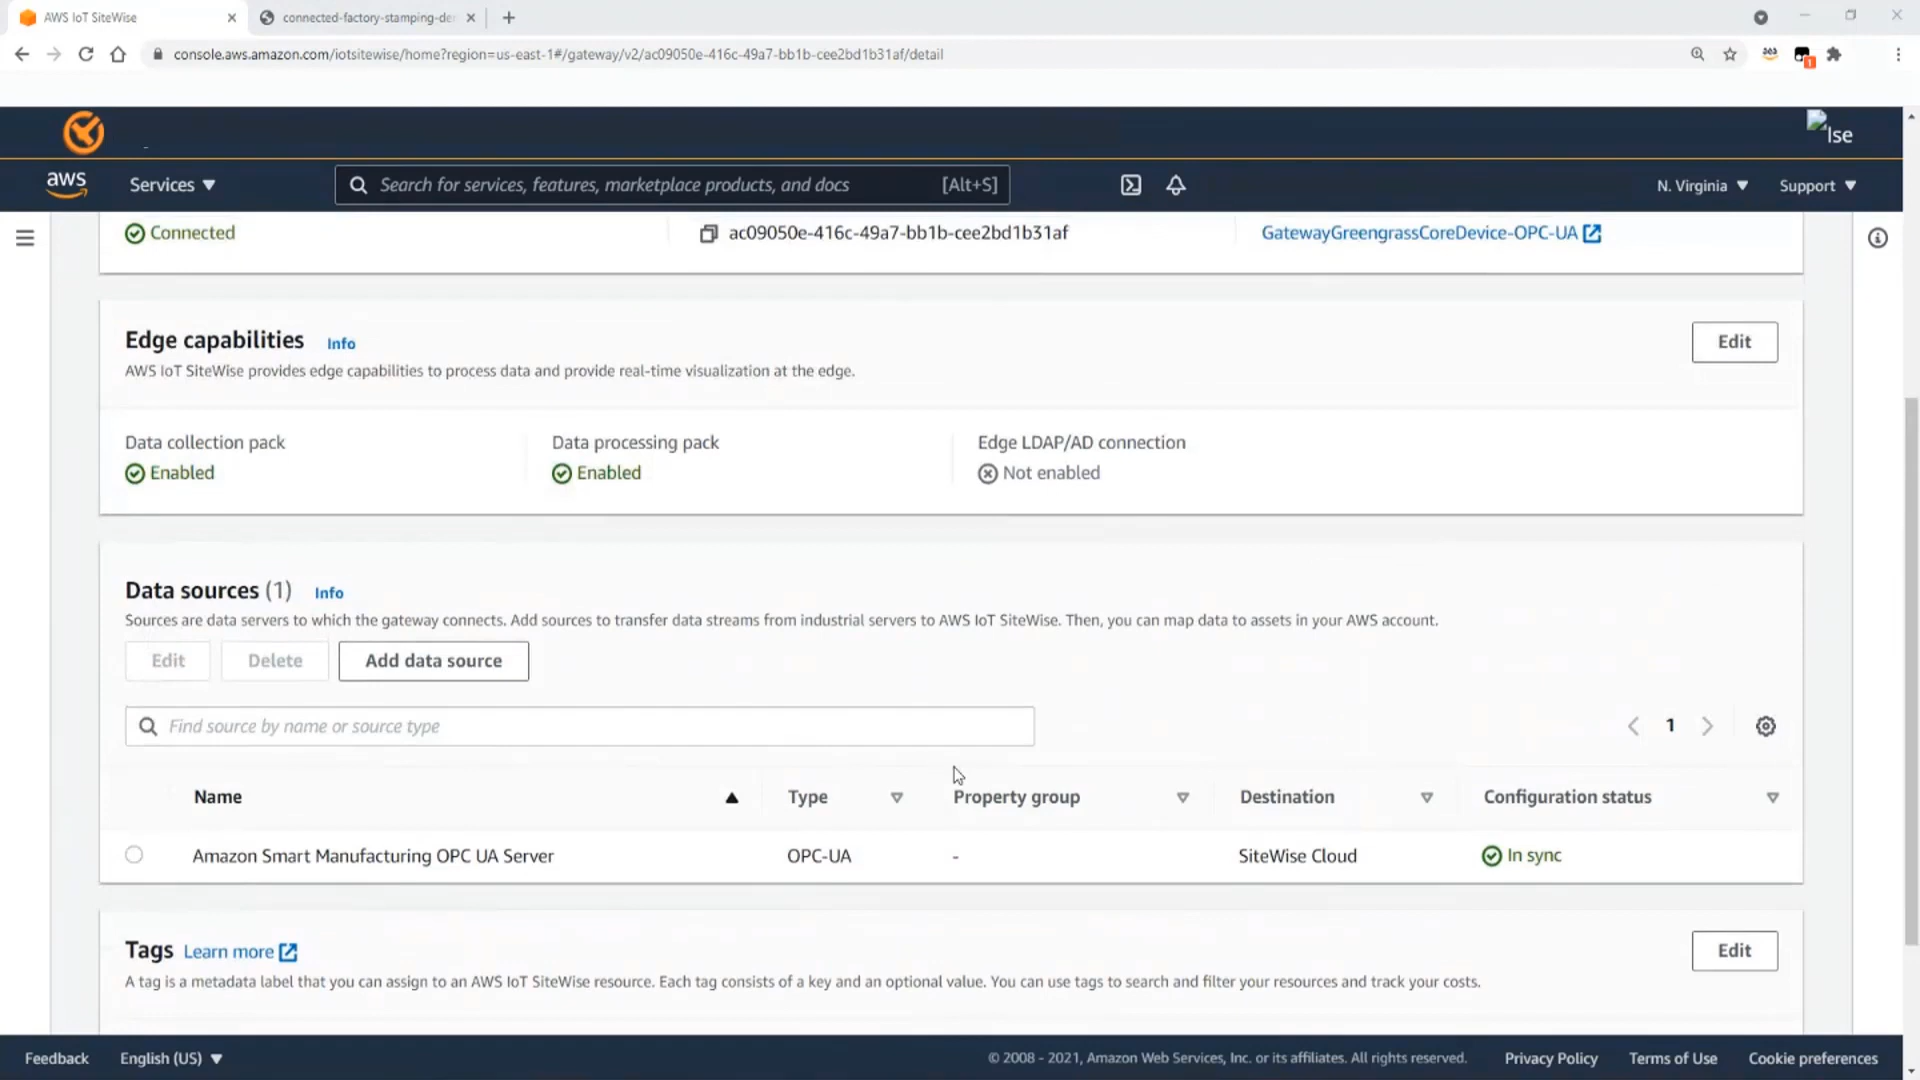 AWS IoT SiteWise
connected-factory-stamping-de
console.aws.amazon.com/iotsitewise/home?region=us-east-1#/gateway/v2/ac09050e-416c-49a7-bb1b-cee2bd1b31af/detail
1
lse
aws
Services
Search for services, features, marketplace products, and docs [Alt+S]
N. Virginia
Support
Connected
ac09050e-416c-49a7-bb1b-cee2bd1b31af
GatewayGreengrassCoreDevice-OPC-UA
Edge capabilities Info
Edit
AWS IoT SiteWise provides edge capabilities to process data and provide real-time visualization at the edge.
Data collection pack
Enabled
Data processing pack
Enabled
Edge LDAP/AD connection
Not enabled
Data sources (1) Info
Sources are data servers to which the gateway connects. Add sources to transfer data streams from industrial servers to AWS IoT SiteWise. Then, you can map data to assets in your AWS account.
Edit
Delete
Add data source
Find source by name or source type
1
Name Type Property group Destination Configuration status
Amazon Smart Manufacturing OPC UA Server OPC-UA - SiteWise Cloud In sync
Tags Learn more
Edit
A tag is a metadata label that you can assign to an AWS IoT SiteWise resource. Each tag consists of a key and an optional value. You can use tags to search and filter your resources and track your costs.
Feedback English (US) © 2008 - 2021, Amazon Web Services, Inc. or its affiliates. All rights reserved. Privacy Policy Terms of Use Cookie preferences